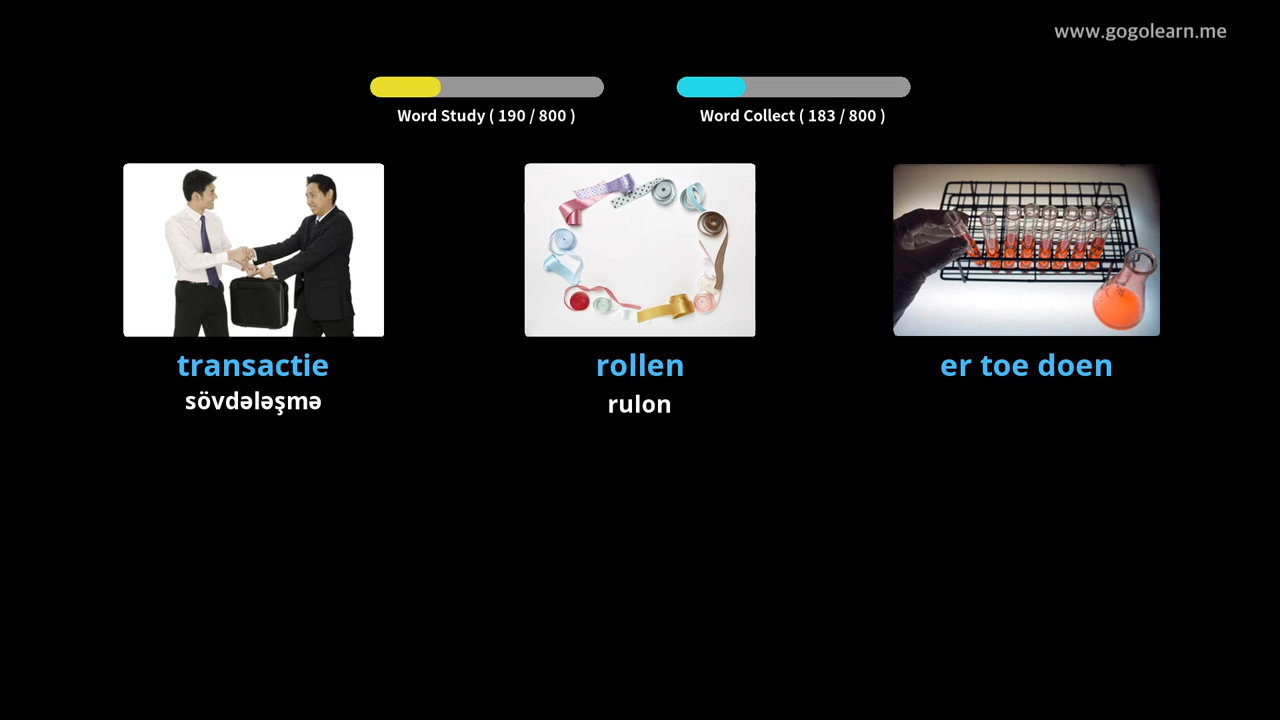 www.gogolearn.me
Word Study ( 190 / 800 )
Word Collect ( 183 / 800 )
transactie
sövdələşmə
rollen
rulon
er toe doen